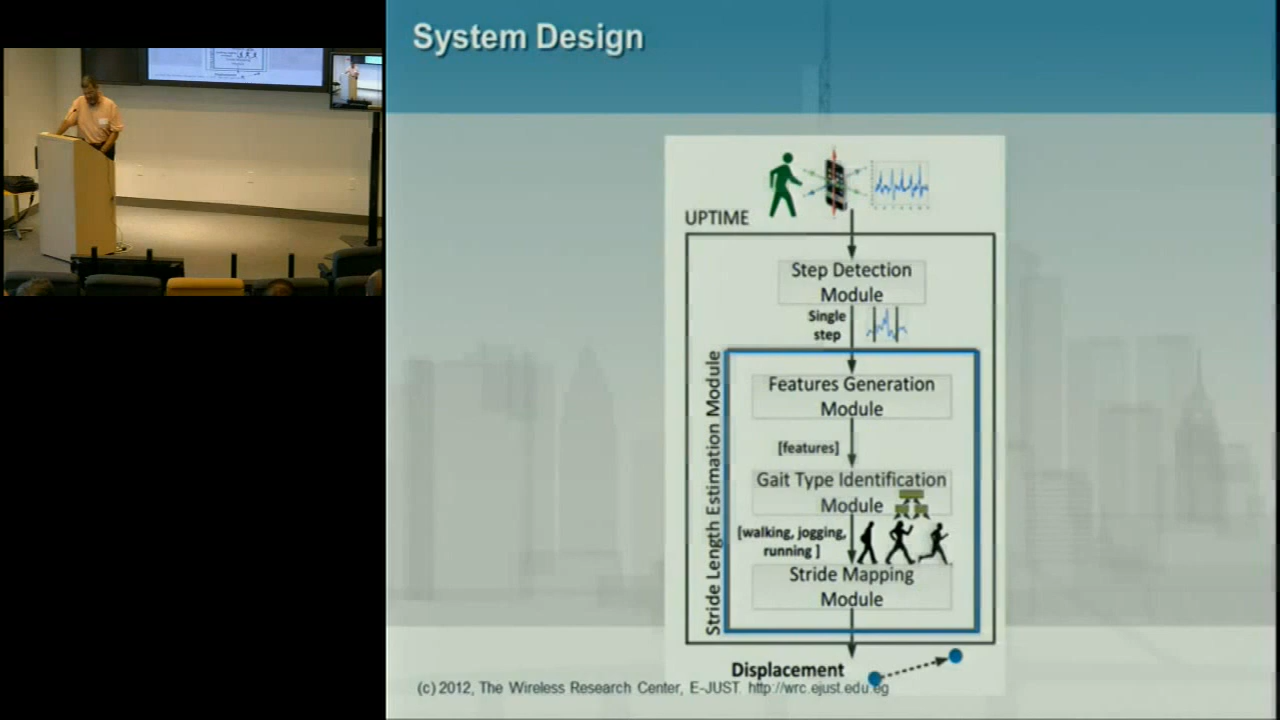 System Design
UPTIME
Step Detection
Module
Single
step
Stride Length Estimation Module
Features Generation
Module
[features]
Gait Type Identification
Module
[walking, jogging,
running ]
Stride Mapping
Module
Displacement
(c) 2012, The Wireless Research Center, E-JUST. http://wrc.ejust.edu.eg